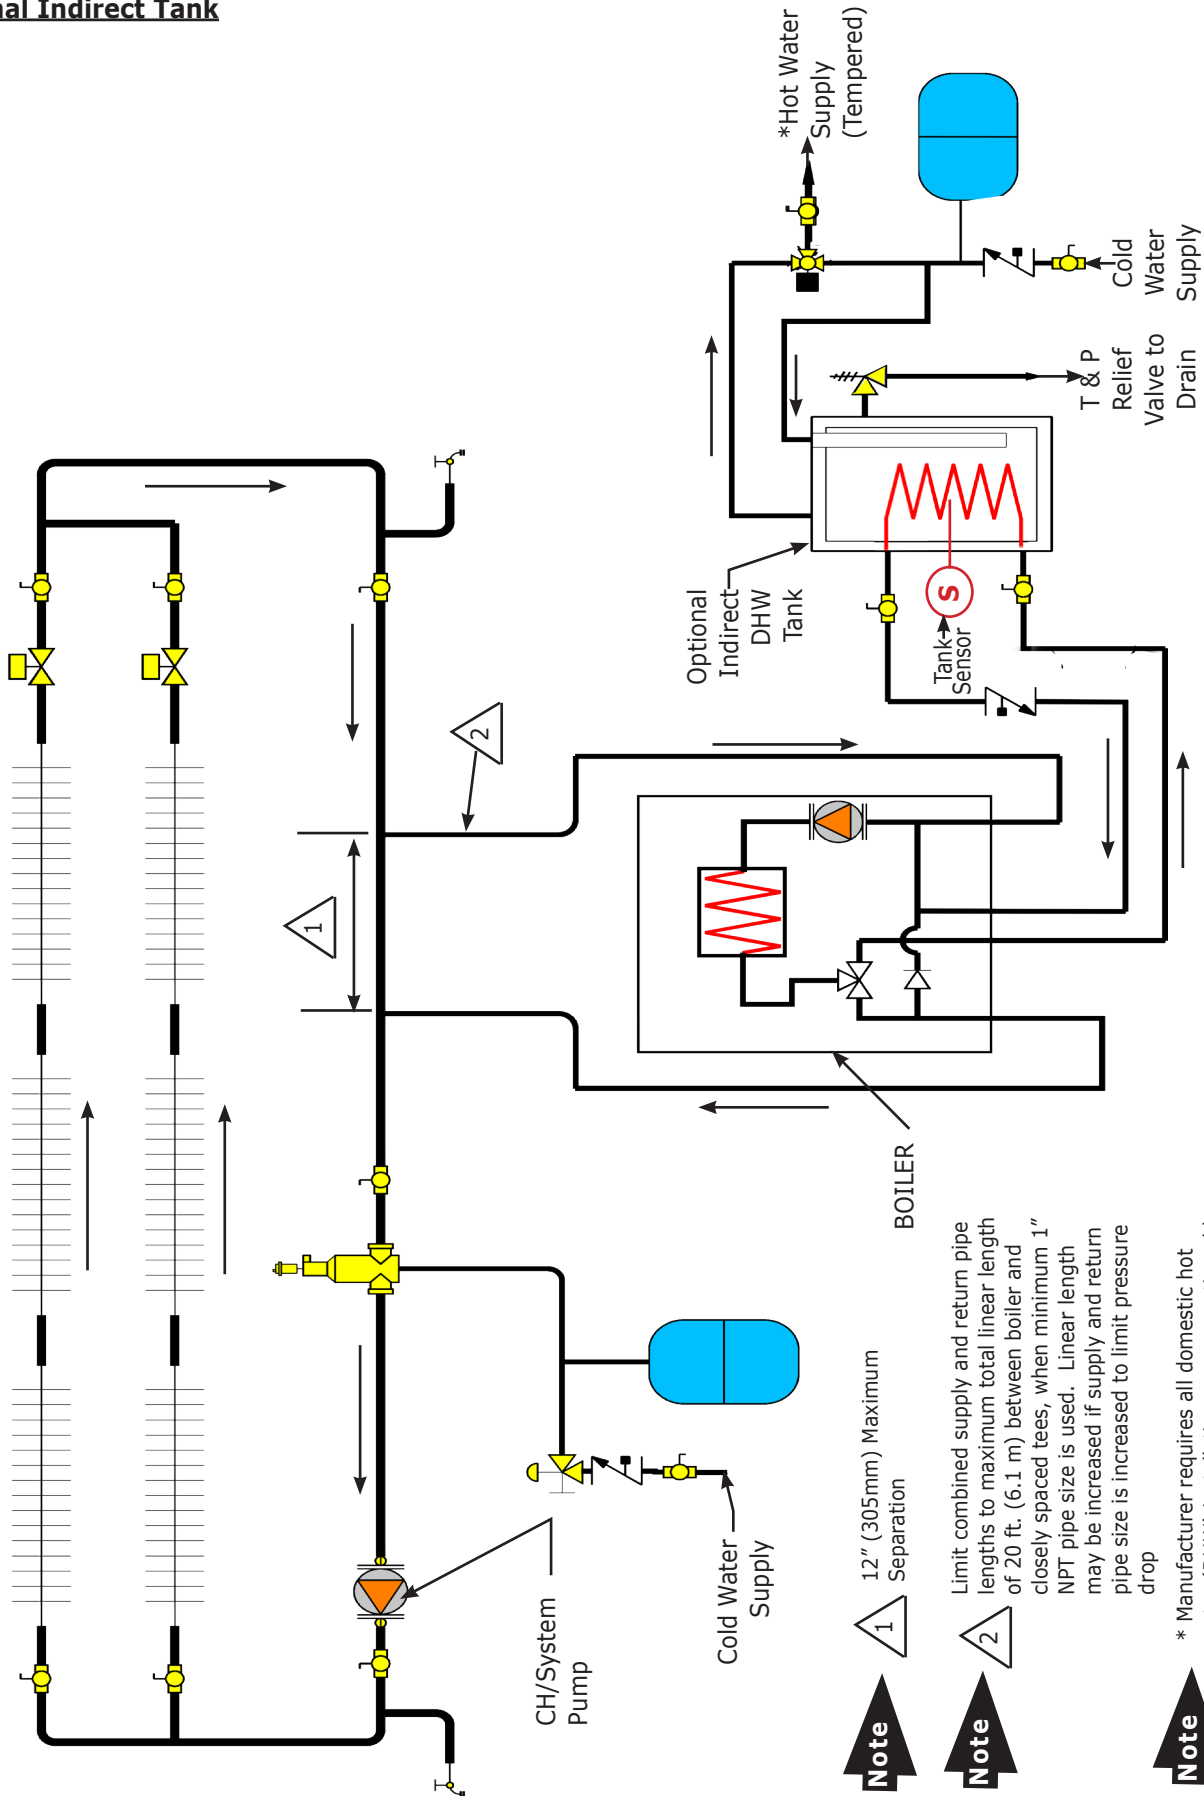 nal Indirect Tank
*Hot Water
Supply
(Tempered)
Cold
Water
Supply
T & P
Relief
Valve to
Drain
Optional
Indirect
DHW
Tank
Tank
Sensor
S
2
1
BOILER
CH/System
Pump
Cold Water
Supply
Note
1
12” (305mm) Maximum
Separation
Note
2
Limit combined supply and return pipe
lengths to maximum total linear length
of 20 ft. (6.1 m) between boiler and
closely spaced tees, when minimum 1”
NPT pipe size is used. Linear length
may be increased if supply and return
pipe size is increased to limit pressure
drop
Note
* Manufacturer requires all domestic hot